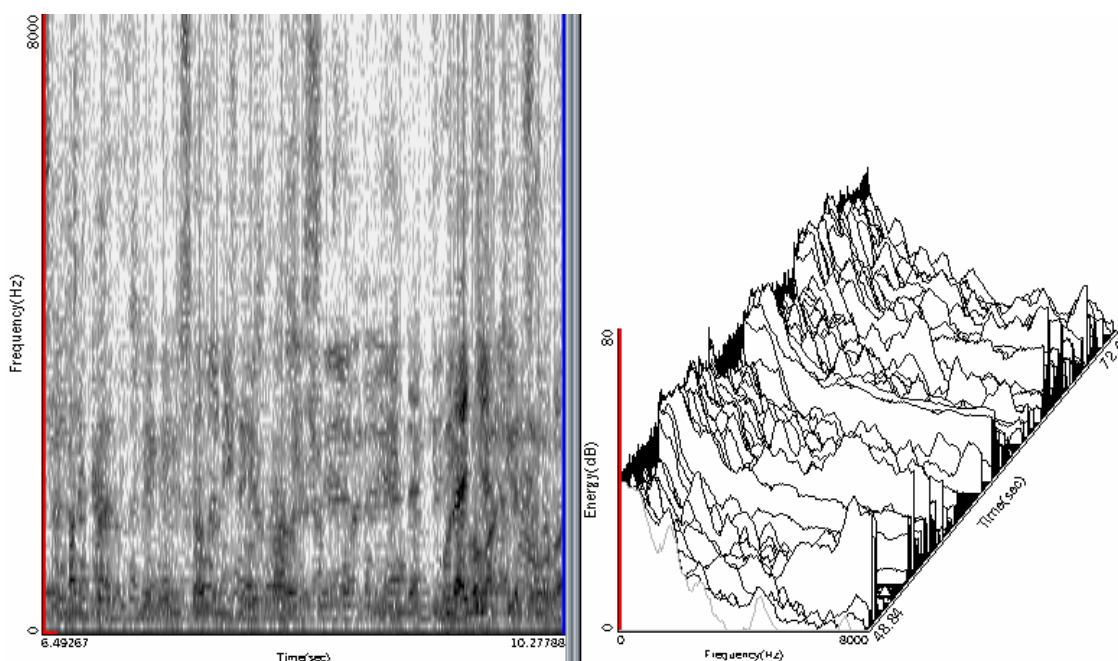 8000
Frequency(Hz)
0
6.49267
10.27788
Time(sec)
80
Energy(dB)
0
8000
Frequency(Hz)
48.84
Time(sec)